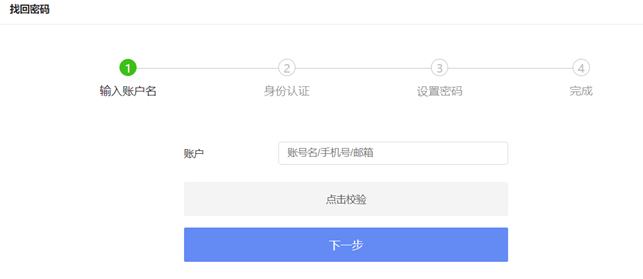 找回密码
1 2 3 4
输入账户名 身份认证 设置密码 完成
账户 账号名/手机号/邮箱
点击校验
下一步